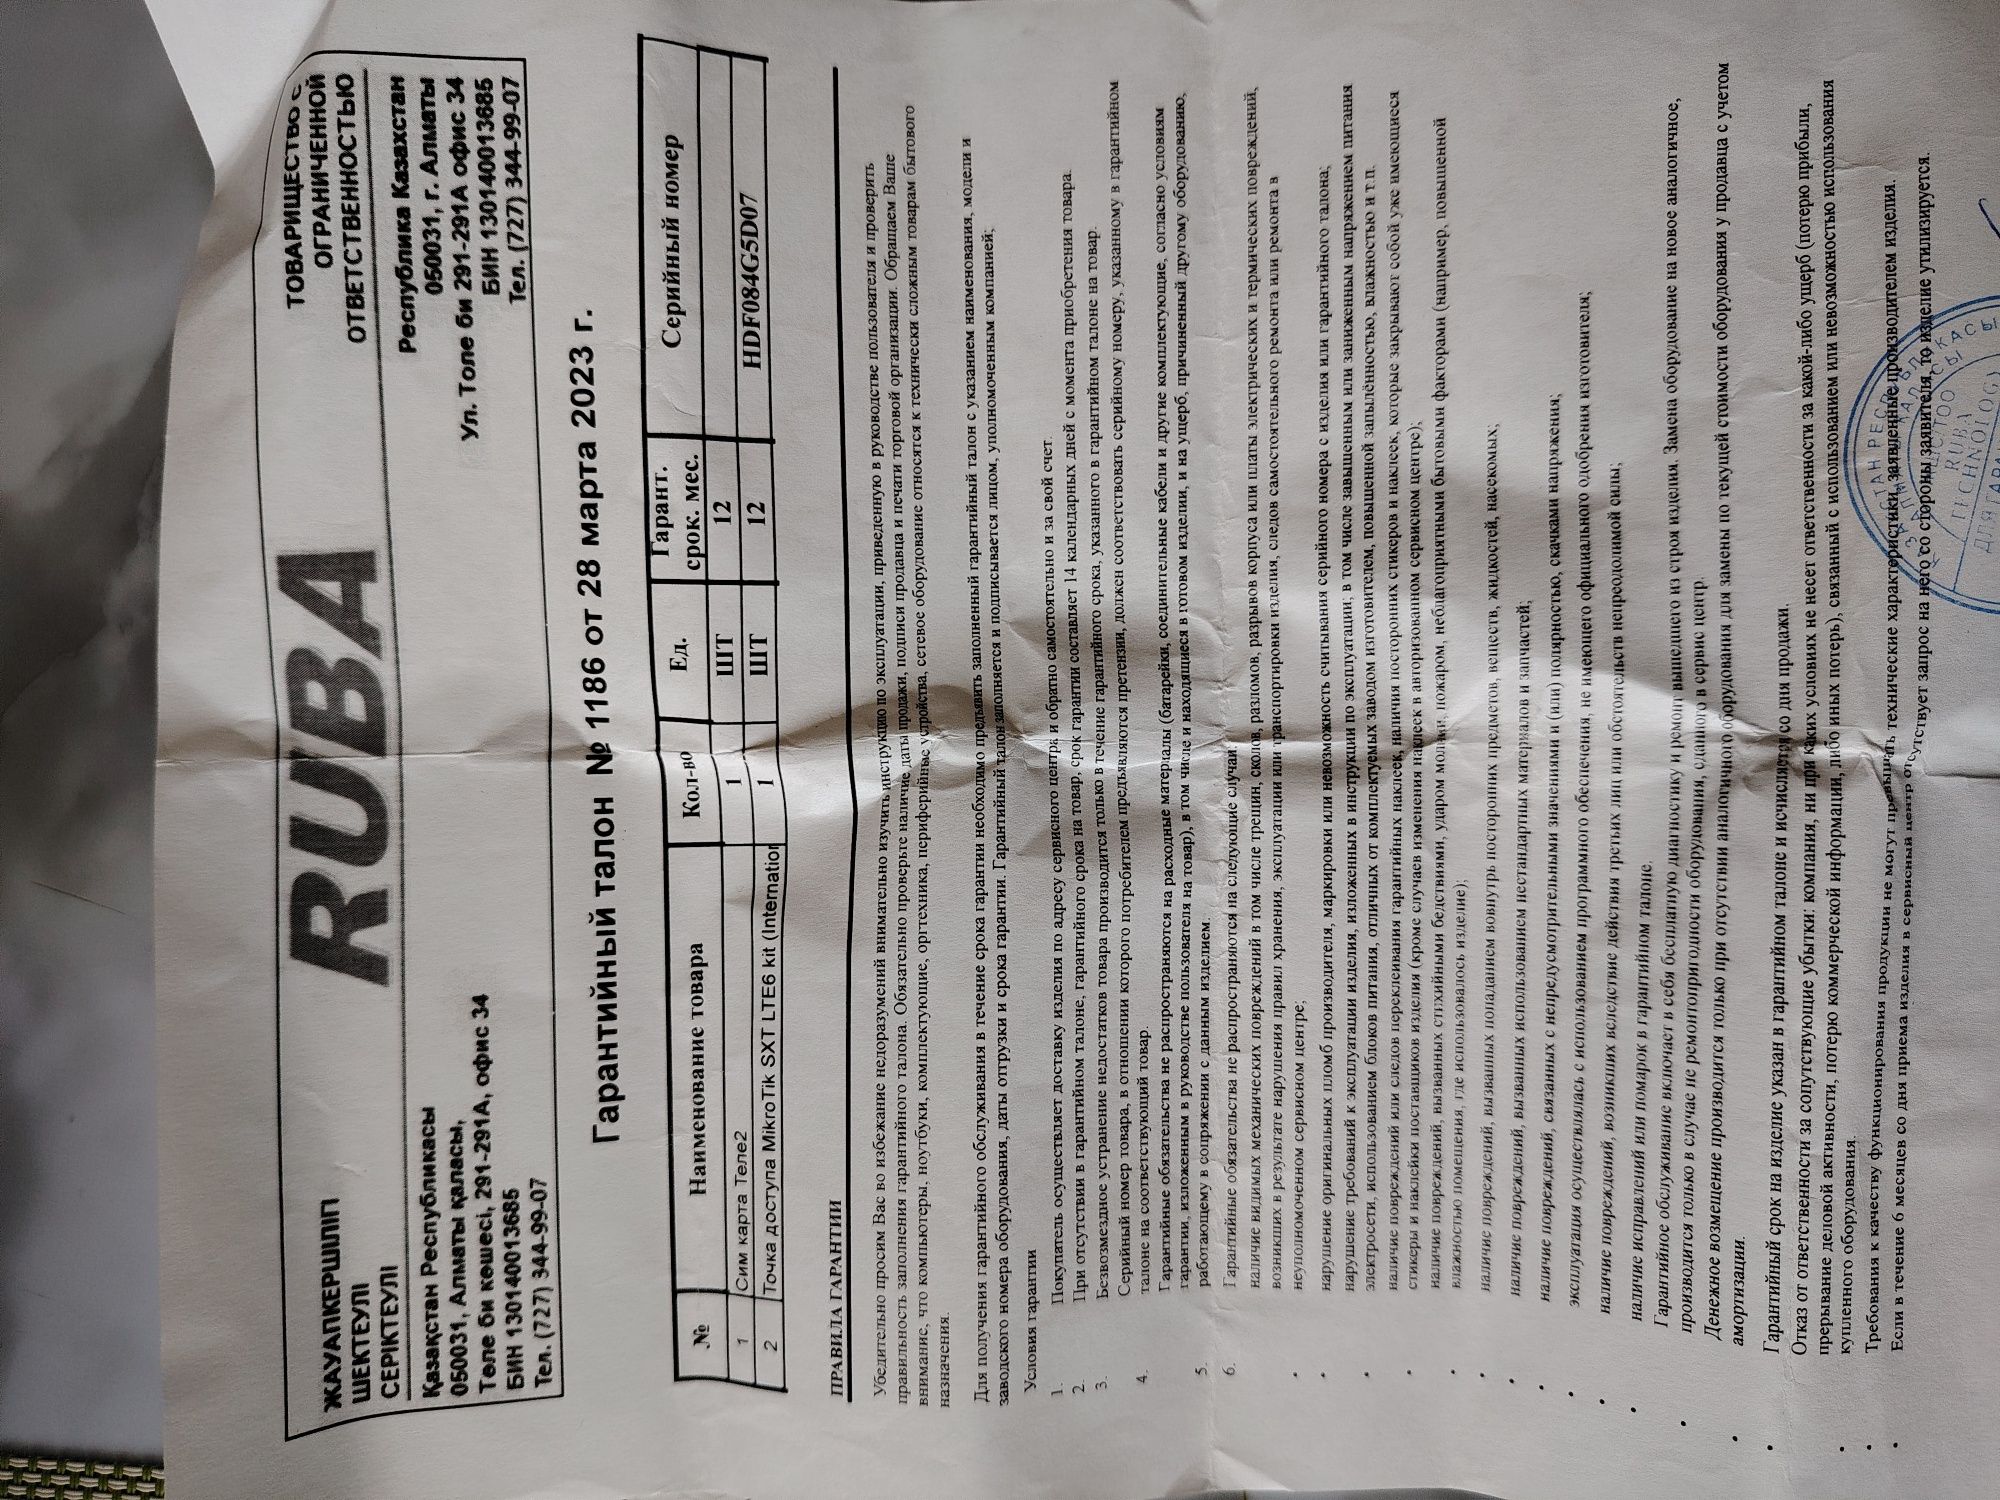 ЖАУАПКЕРШІЛІГІ
ШЕКТЕУЛІ
СЕРІКТЕУЛІ
RUBA
ТОВАРИЩЕСТВО С
ОГРАНИЧЕННОЙ
ОТВЕТСТВЕННОСТЬЮ
Қазақстан Республикасы
050031, Алматы қаласы,
Төле би көшесі, 291-291А, офис 34
БИН 130140013685
Тел. (727) 344-99-07
Республика Казахстан
050031, г. Алматы
Ул. Толе би 291-291А офис 34
БИН 130140013685
Тел. (727) 344-99-07
Гарантийный талон № 1186 от 28 марта 2023 г.
№ Наименование товара Кол-во Ед. Гарант. срок. мес. Серийный номер
1 Сим карта Теле2 1 ШТ 12
2 Точка доступа MikroTik SXT LTE6 kit (Internation 1 ШТ 12 HDF084G5D07
ПРАВИЛА ГАРАНТИИ
Убедительно просим Вас во избежание недоразумений внимательно изучить инструкцию по эксплуатации, приведенную в руководстве пользователя и проверить
правильность заполнения гарантийного талона. Обязательно проверьте наличие даты продажи, подписи продавца и печати торговой организации. Обращаем Ваше
внимание, что компьютеры, ноутбуки, комплектующие, оргтехника, периферийные устройства, сетевое оборудование относятся к технически сложным товарам бытового
назначения.
Для получения гарантийного обслуживания в течение срока гарантии необходимо предъявить заполненный гарантийный талон с указанием наименования, модели и
заводского номера оборудования, даты отгрузки и срока гарантии. Гарантийный талон заполняется и подписывается лицом, уполномоченным компанией;
Условия гарантии
1. Покупатель осуществляет доставку изделия по адресу сервисного центра и обратно самостоятельно и за свой счет.
2. При отсутствии в гарантийном талоне, гарантийного срока на товар, срок гарантии составляет 14 календарных дней с момента приобретения товара.
3. Безвозмездное устранение недостатков товара производится только в течение гарантийного срока, указанного в гарантийном талоне на товар.
4. Серийный номер товара, в отношении которого потребителем предъявляются претензии, должен соответствовать серийному номеру, указанному в гарантийном
талоне на соответствующий товар.
5. Гарантийные обязательства не распространяются на расходные материалы (батарейки, соединительные кабели и другие комплектующие, согласно условиям
гарантии, изложенным в руководстве пользователя на товар), в том числе и находящиеся в готовом изделии, и на ущерб, причиненный другому оборудованию,
работающему в сопряжении с данным изделием.
6. Гарантийные обязательства не распространяются на следующие случаи:
• наличие видимых механических повреждений в том числе трещин, сколов, разломов, разрывов корпуса или платы электрических и термических повреждений,
возникших в результате нарушения правил хранения, эксплуатации или транспортировки изделия, следов самостоятельного ремонта или ремонта в
неуполномоченном сервисном центре;
• нарушение оригинальных пломб производителя, маркировки или невозможность считывания серийного номера с изделия или гарантийного талона;
• нарушение требований к эксплуатации изделия, изложенных в инструкции по эксплуатации; в том числе завышенным или заниженным напряжением питания
электросети, использованием блоков питания, отличных от комплектуемых заводом изготовителем, повышенной запылённостью, влажностью и т.п.
• наличие повреждений или следов переклеивания гарантийных наклеек, наличия посторонних стикеров и наклеек, которые закрывают собой уже имеющиеся
стикеры и наклейки поставщиков изделия (кроме случаев изменения наклеек в авторизованном сервисном центре);
• наличие повреждений, вызванных стихийными бедствиями, ударом молнии, пожаром, неблагоприятными бытовыми факторами (например, повышенной
влажностью помещения, где использовалось изделие);
• наличие повреждений, вызванных попаданием вовнутрь посторонних предметов, веществ, жидкостей, насекомых;
• наличие повреждений, вызванных использованием нестандартных материалов и запчастей;
• наличие повреждений, связанных с непредусмотрительными значениями и (или) полярностью, скачками напряжения;
• эксплуатация осуществлялась с использованием программного обеспечения, не имеющего официального одобрения изготовителя;
• наличие повреждений, возникших вследствие действия третьих лиц или обстоятельств непреодолимой силы;
• наличие исправлений или помарок в гарантийном талоне.
• Гарантийное обслуживание включает в себя бесплатную диагностику и ремонт вышедшего из строя изделия. Замена оборудование на новое аналогичное,
производится только в случае не ремонтопригодности оборудования, сданного в сервис центр.
• Денежное возмещение производится только при отсутствии аналогичного оборудования для замены по текущей стоимости оборудования у продавца с учетом
амортизации.
• Гарантийный срок на изделие указан в гарантийном талоне и исчисляется со дня продажи.
Отказ от ответственности за сопутствующие убытки: компания, ни при каких условиях не несет ответственности за какой-либо ущерб (потерю прибыли,
прерывание деловой активности, потерю коммерческой информации, либо иных потерь), связанный с использованием или невозможностью использования
купленного оборудования.
• Требования к качеству функционирования продукции не могут превышать технические характеристики, заявленные производителем изделия.
• Если в течение 6 месяцев со дня приема изделия в сервисный центр отсутствует запрос на него со стороны заявителя, то изделие утилизируется.
RUBA
TECHNOLOGY